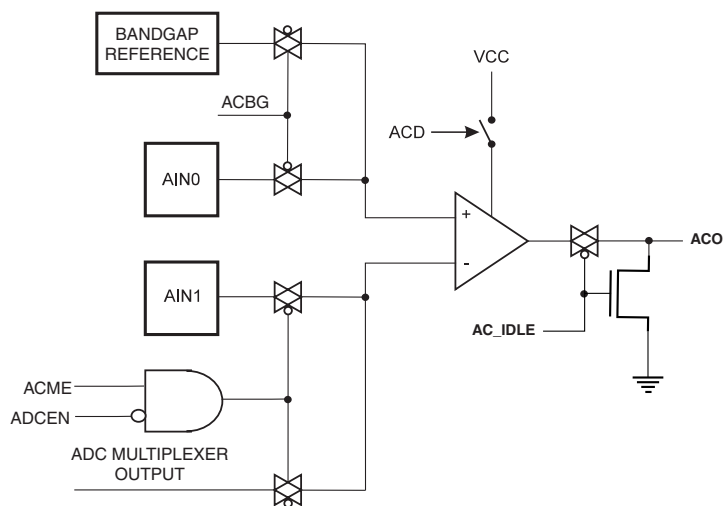 BANDGAP
REFERENCE
VCC
ACBG
ACD
AIN0
+
ACO
-
AIN1
AC_IDLE
ACME
ADCEN
ADC MULTIPLEXER
OUTPUT